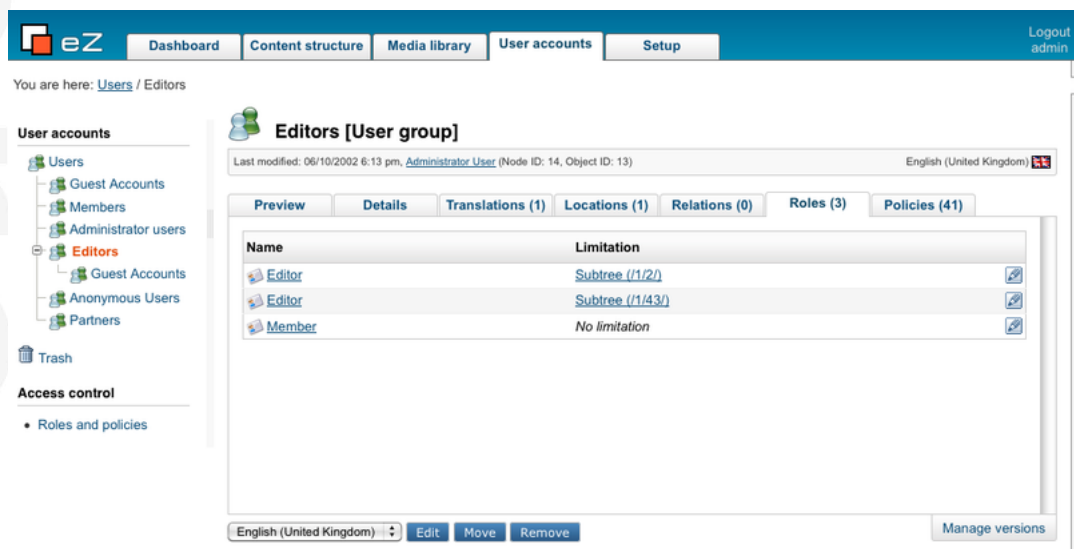 eZ
Dashboard
Content structure
Media library
User accounts
Setup
Logout
admin
You are here: Users / Editors
User accounts
Users
Guest Accounts
Members
Administrator users
Editors
Guest Accounts
Anonymous Users
Partners
Trash
Access control
• Roles and policies
Editors [User group]
Last modified: 06/10/2002 6:13 pm, Administrator User (Node ID: 14, Object ID: 13)
English (United Kingdom)
Preview
Details
Translations (1)
Locations (1)
Relations (0)
Roles (3)
Policies (41)
Name Limitation
Editor Subtree (/1/2/)
Editor Subtree (/1/43/)
Member No limitation
English (United Kingdom)
Edit
Move
Remove
Manage versions